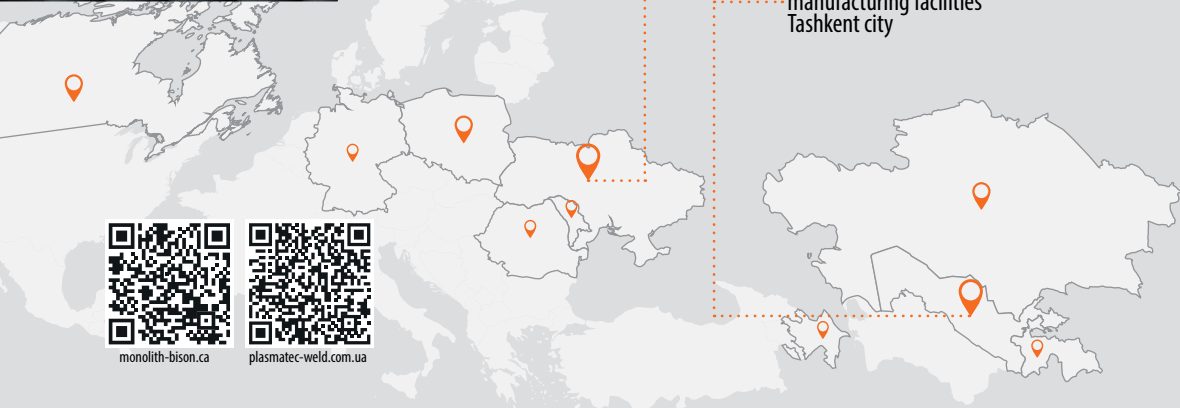 manufacturing facilities
Tashkent city
monolith-bison.ca
plasmatec-weld.com.ua